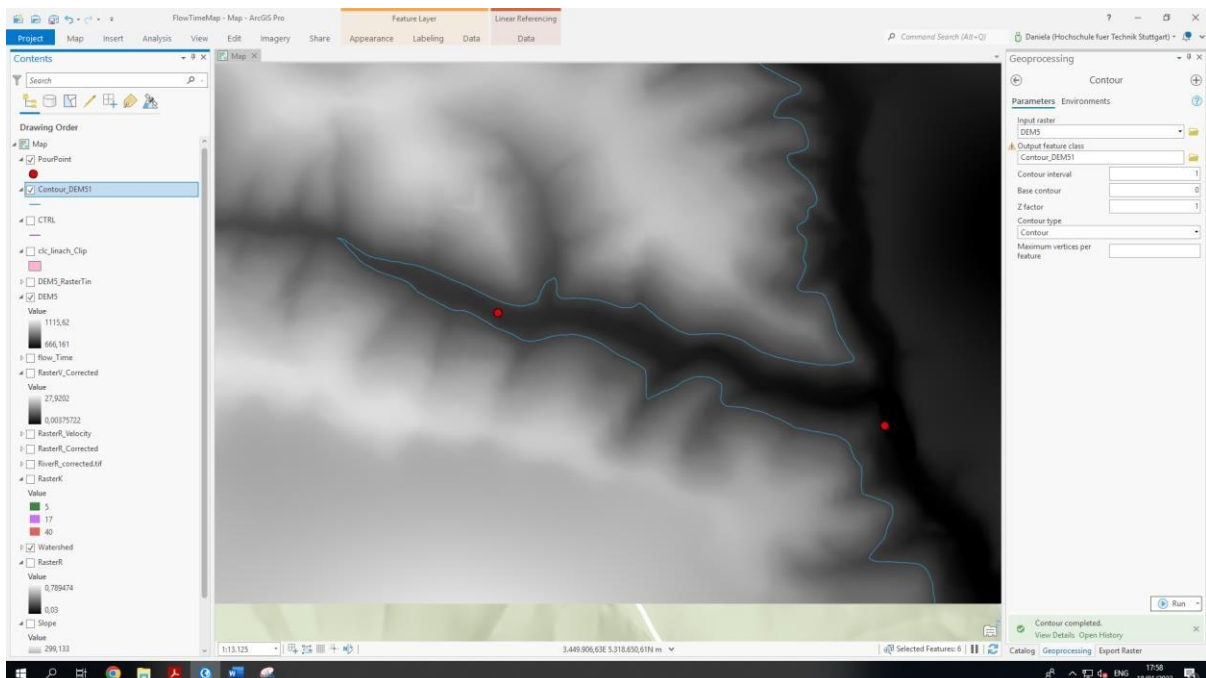 FlowTimeMap - Map - ArcGIS Pro
Feature Layer
Linear Referencing
? — ×
Project Map Insert Analysis View Edit Imagery Share Appearance Labeling Data Data
Command Search (Alt+Q)
Daniela (Hochschule fuer Technik Stuttgart)
Contents
Search
Drawing Order
Map
PourPoint
Contour_DEM51
CTRL
clc_linach_Clip
DEM5_RasterTin
DEM5
Value
1115,62
666,161
flow_Time
RasterV_Corrected
Value
27,9202
0,00375722
RasterR_Velocity
RasterR_Corrected
RiverR_corrected.tif
RasterK
Value
5
17
40
Watershed
RasterR
Value
0,789474
0,03
Slope
Value
299,133
Map
1:13.125
3.449.906,63E 5.318.650,61N m
Selected Features: 6
Geoprocessing
Contour
Parameters Environments
Input raster
DEM5
Output feature class
Contour_DEM51
Contour interval 1
Base contour 0
Z factor 1
Contour type
Contour
Maximum vertices per
feature
Run
Contour completed.
View Details Open History
Catalog Geoprocessing Export Raster
ENG
17:58